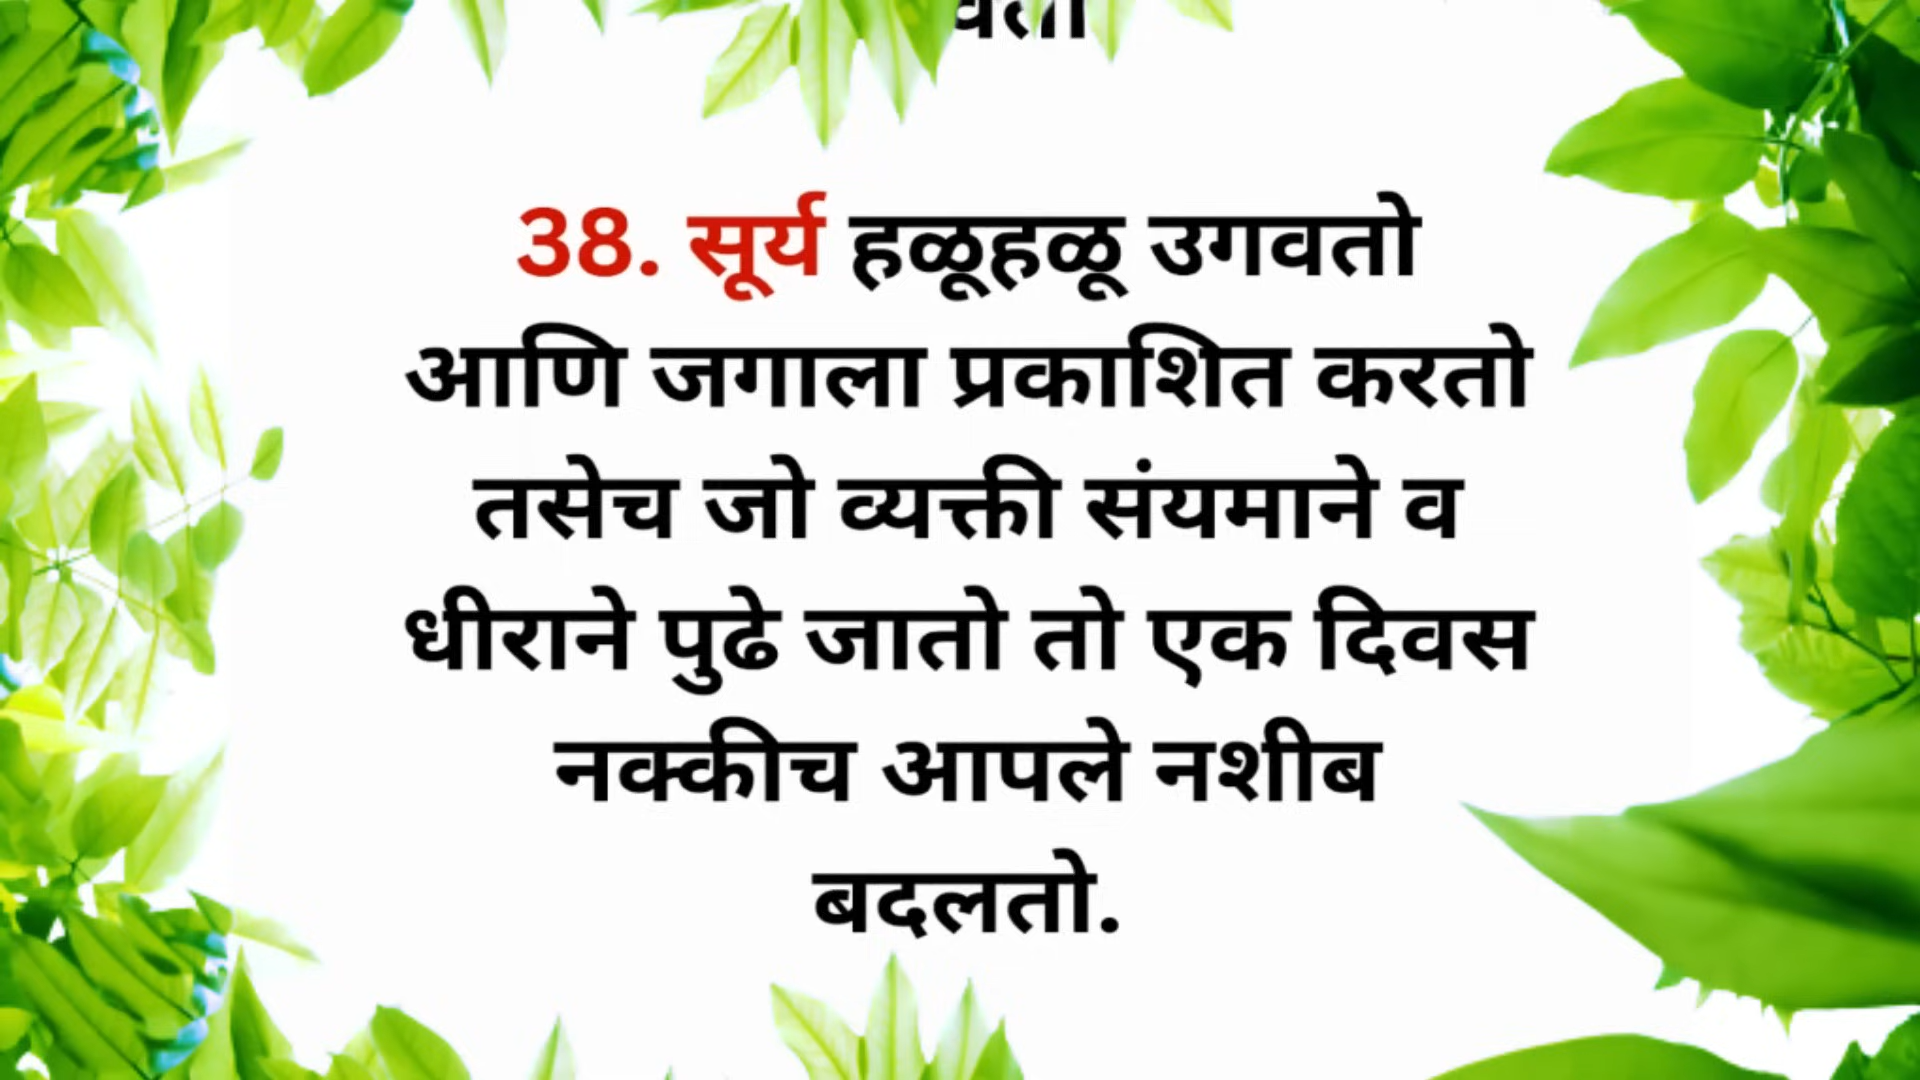 38. सूर्य हळूहळू उगवतो
आणि जगाला प्रकाशित करतो
तसेच जो व्यक्ती संयमाने व
धीराने पुढे जातो तो एक दिवस
नक्कीच आपले नशीब
बदलतो.